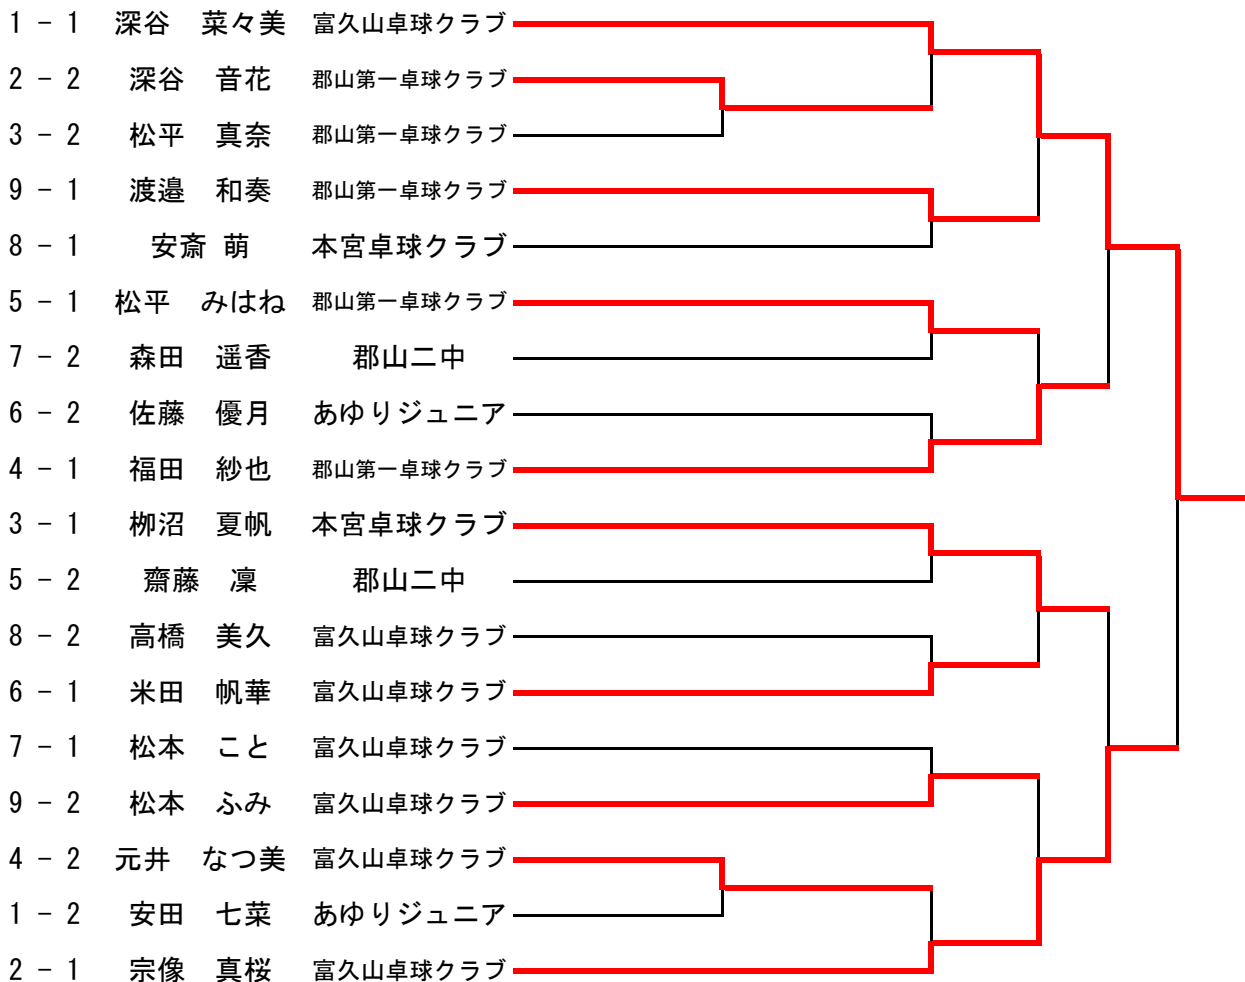 1 - 1 深谷　菜々美 富久山卓球クラブ
2 - 2 深谷　音花 郡山第一卓球クラブ
3 - 2 松平　真奈 郡山第一卓球クラブ
9 - 1 渡邉　和奏 郡山第一卓球クラブ
8 - 1 安斎 萌 本宮卓球クラブ
5 - 1 松平　みはね 郡山第一卓球クラブ
7 - 2 森田　遥香 郡山二中
6 - 2 佐藤　優月 あゆりジュニア
4 - 1 福田　紗也 郡山第一卓球クラブ
3 - 1 栁沼　夏帆 本宮卓球クラブ
5 - 2 齋藤　凜 郡山二中
8 - 2 高橋　美久 富久山卓球クラブ
6 - 1 米田　帆華 富久山卓球クラブ
7 - 1 松本　こと 富久山卓球クラブ
9 - 2 松本　ふみ 富久山卓球クラブ
4 - 2 元井　なつ美 富久山卓球クラブ
1 - 2 安田　七菜 あゆりジュニア
2 - 1 宗像　真桜 富久山卓球クラブ